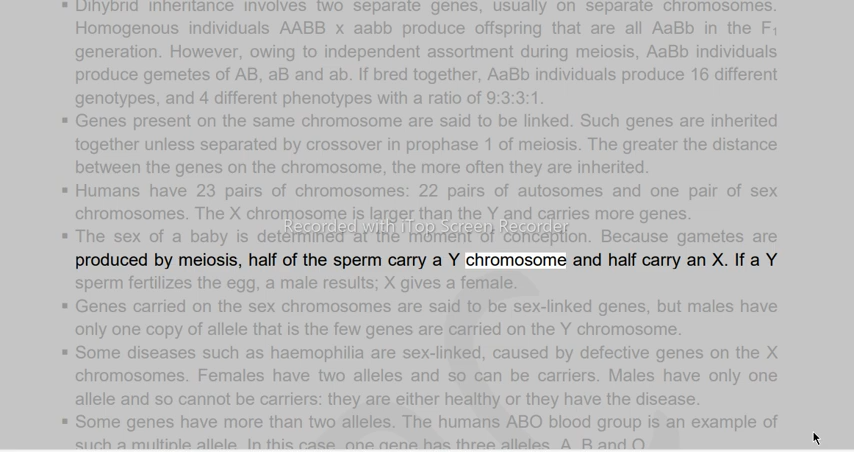 ▪ Dihybrid inheritance involves two separate genes, usually on separate chromosomes.
Homogenous individuals AABB x aabb produce offspring that are all AaBb in the F₁
generation. However, owing to independent assortment during meiosis, AaBb individuals
produce gemetes of AB, aB and ab. If bred together, AaBb individuals produce 16 different
genotypes, and 4 different phenotypes with a ratio of 9:3:3:1.
▪ Genes present on the same chromosome are said to be linked. Such genes are inherited
together unless separated by crossover in prophase 1 of meiosis. The greater the distance
between the genes on the chromosome, the more often they are inherited.
▪ Humans have 23 pairs of chromosomes: 22 pairs of autosomes and one pair of sex
chromosomes. The X chromosome is larger than the Y and carries more genes.
Recorded with iTop Screen Recorder
▪ The sex of a baby is determined at the moment of conception. Because gametes are
produced by meiosis, half of the sperm carry a Y chromosome and half carry an X. If a Y
sperm fertilizes the egg, a male results; X gives a female.
▪ Genes carried on the sex chromosomes are said to be sex-linked genes, but males have
only one copy of allele that is the few genes are carried on the Y chromosome.
▪ Some diseases such as haemophilia are sex-linked, caused by defective genes on the X
chromosomes. Females have two alleles and so can be carriers. Males have only one
allele and so cannot be carriers: they are either healthy or they have the disease.
▪ Some genes have more than two alleles. The humans ABO blood group is an example of
such a multiple allele. In this case, one gene has three alleles, A, B and O.